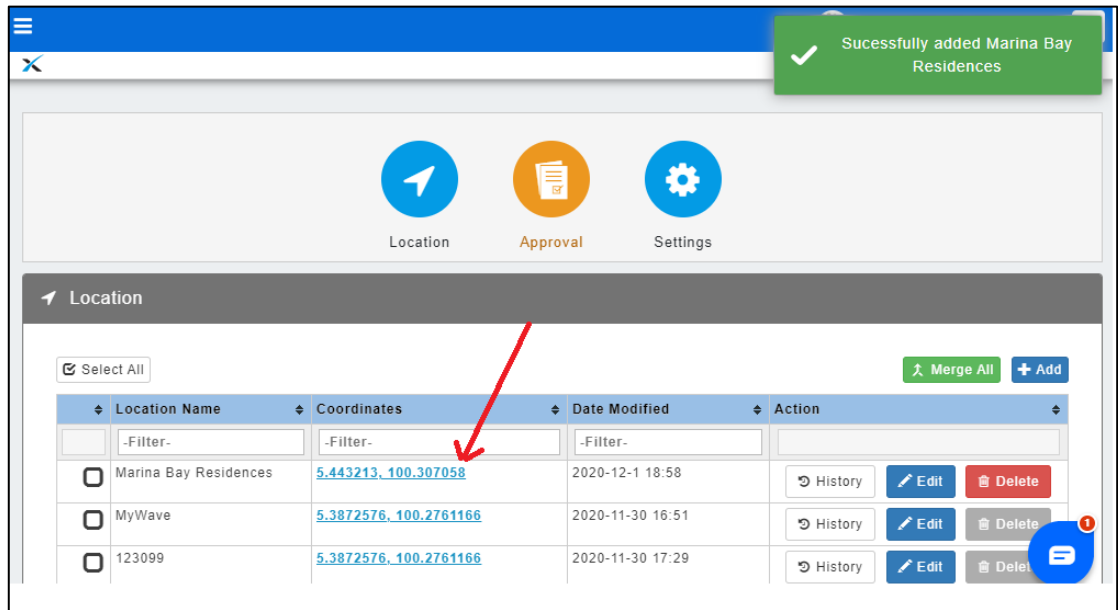 Sucessfully added Marina Bay
Residences
Location
Approval
Settings
Location
Select All
Merge All
Add
Location Name
Coordinates
Date Modified
Action
-Filter-
-Filter-
-Filter-
Marina Bay Residences
5.443213, 100.307058
2020-12-1 18:58
History
Edit
Delete
MyWave
5.3872576, 100.2761166
2020-11-30 16:51
History
Edit
Delete
1
123099
5.3872576, 100.2761166
2020-11-30 17:29
History
Edit